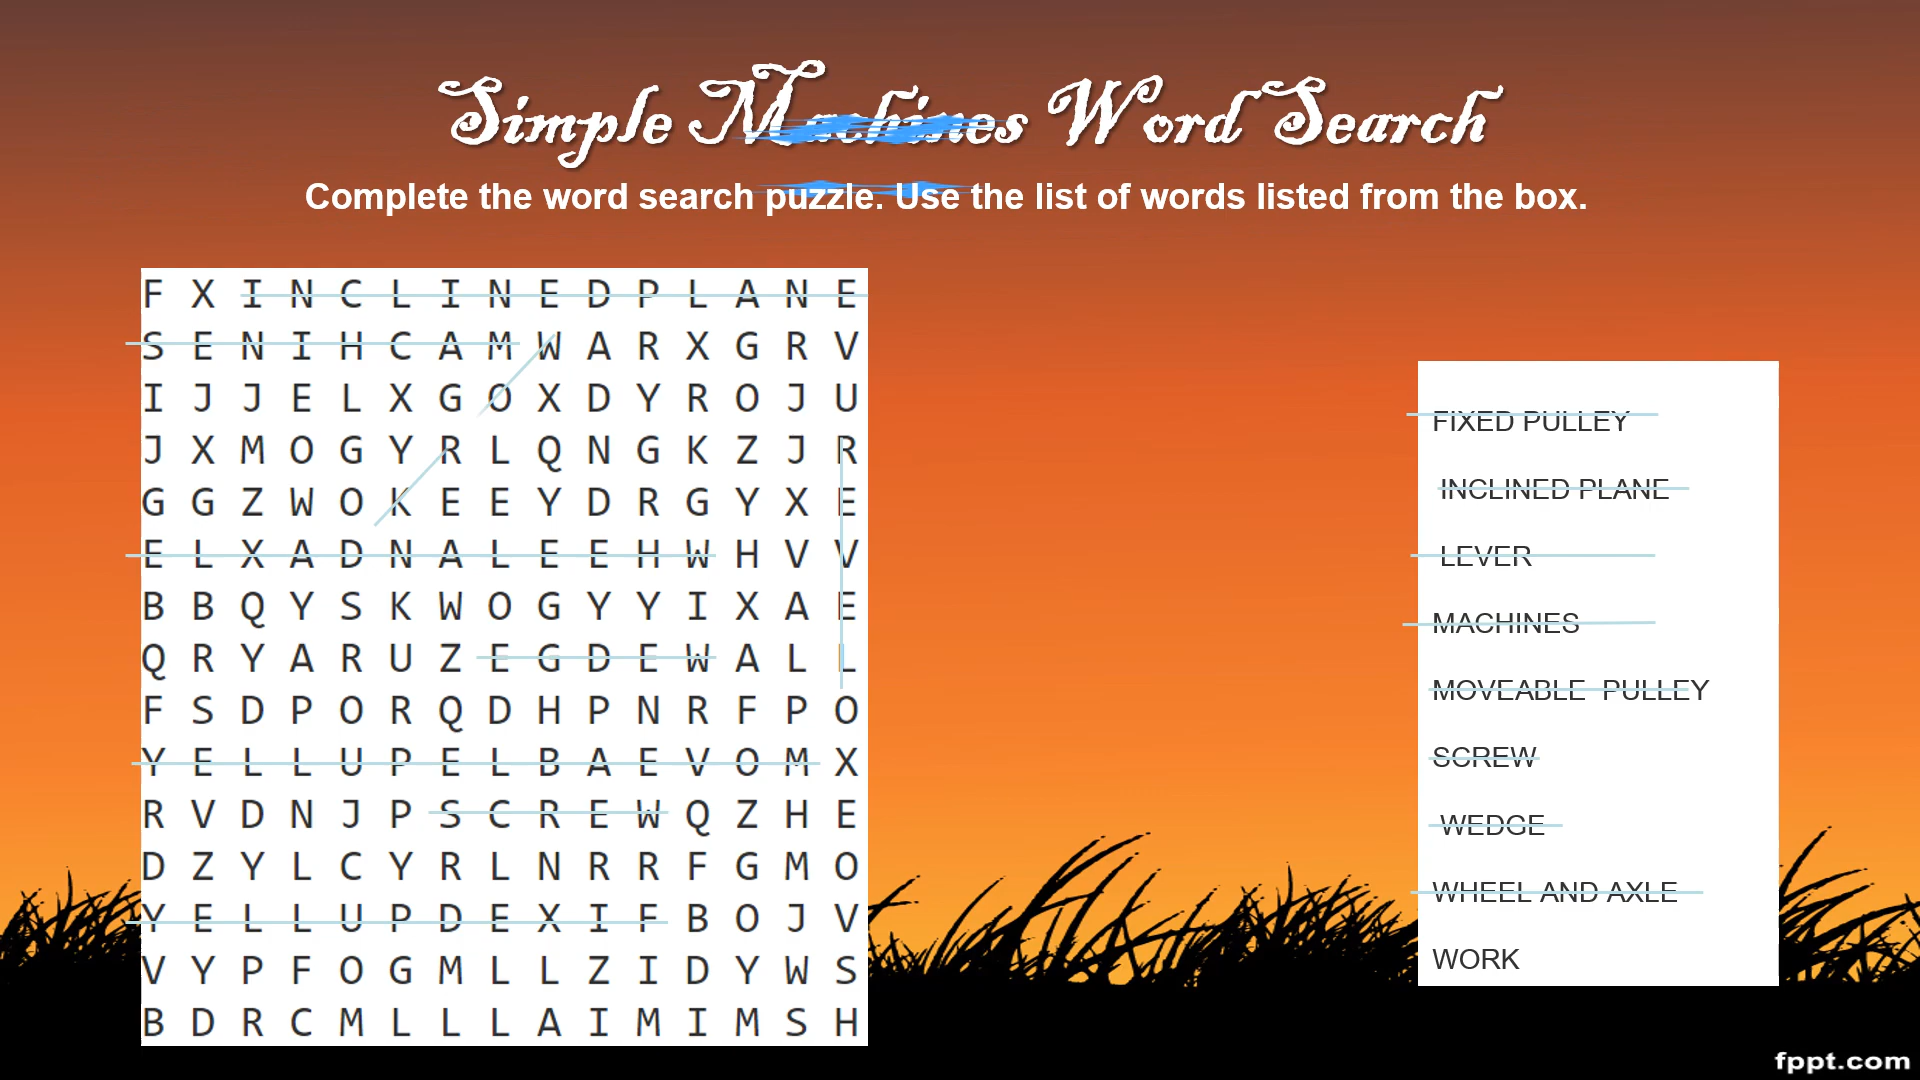 Simple Machines Word Search
Complete the word search puzzle. Use the list of words listed from the box.
F X I N C L I N E D P L A N E
S E N I H C A M W A R X G R V
I J J E L X G O X D Y R O J U
J X M O G Y R L Q N G K Z J R
G G Z W O K E E Y D R G Y X E
E L X A D N A L E E H W H V V
B B Q Y S K W O G Y Y I X A E
Q R Y A R U Z E G D E W A L L
F S D P O R Q D H P N R F P O
Y E L L U P E L B A E V O M X
R V D N J P S C R E W Q Z H E
D Z Y L C Y R L N R R F G M O
Y E L L U P D E X I F B O J V
V Y P F O G M L L Z I D Y W S
B D R C M L L L A I M I M S H
FIXED PULLEY
INCLINED PLANE
LEVER
MACHINES
MOVEABLE PULLEY
SCREW
WEDGE
WHEEL AND AXLE
WORK
fppt.com